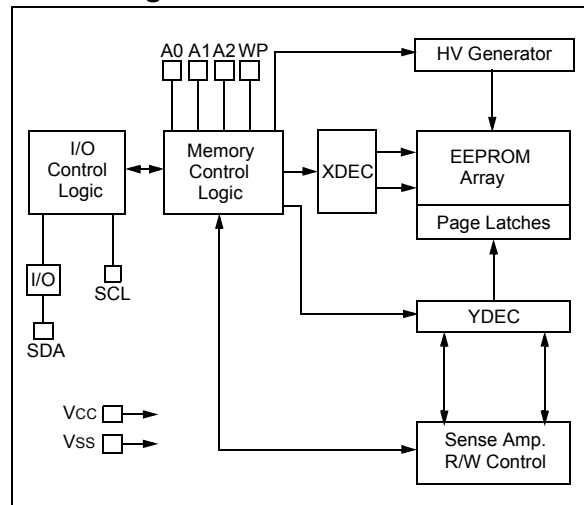 A0 A1 A2 WP
HV Generator
I/O
Control
Logic
Memory
Control
Logic
XDEC
EEPROM
Array
Page Latches
I/O
SCL
SDA
YDEC
VCC
VSS
Sense Amp.
R/W Control